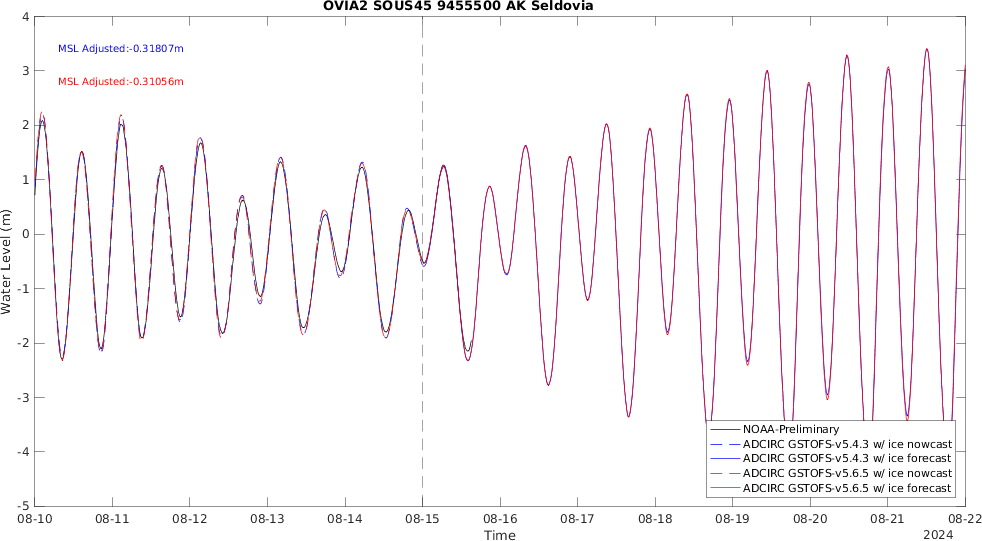 OVIA2 SOUS45 9455500 AK Seldovia
MSL Adjusted:-0.31807m
MSL Adjusted:-0.31056m
Water Level (m)
4
3
2
1
0
-1
-2
-3
-4
-5
NOAA-Preliminary
ADCIRC GSTOFS-v5.4.3 w/ ice nowcast
ADCIRC GSTOFS-v5.4.3 w/ ice forecast
ADCIRC GSTOFS-v5.6.5 w/ ice nowcast
ADCIRC GSTOFS-v5.6.5 w/ ice forecast
08-10 08-11 08-12 08-13 08-14 08-15 08-16 08-17 08-18 08-19 08-20 08-21 08-22
Time
2024